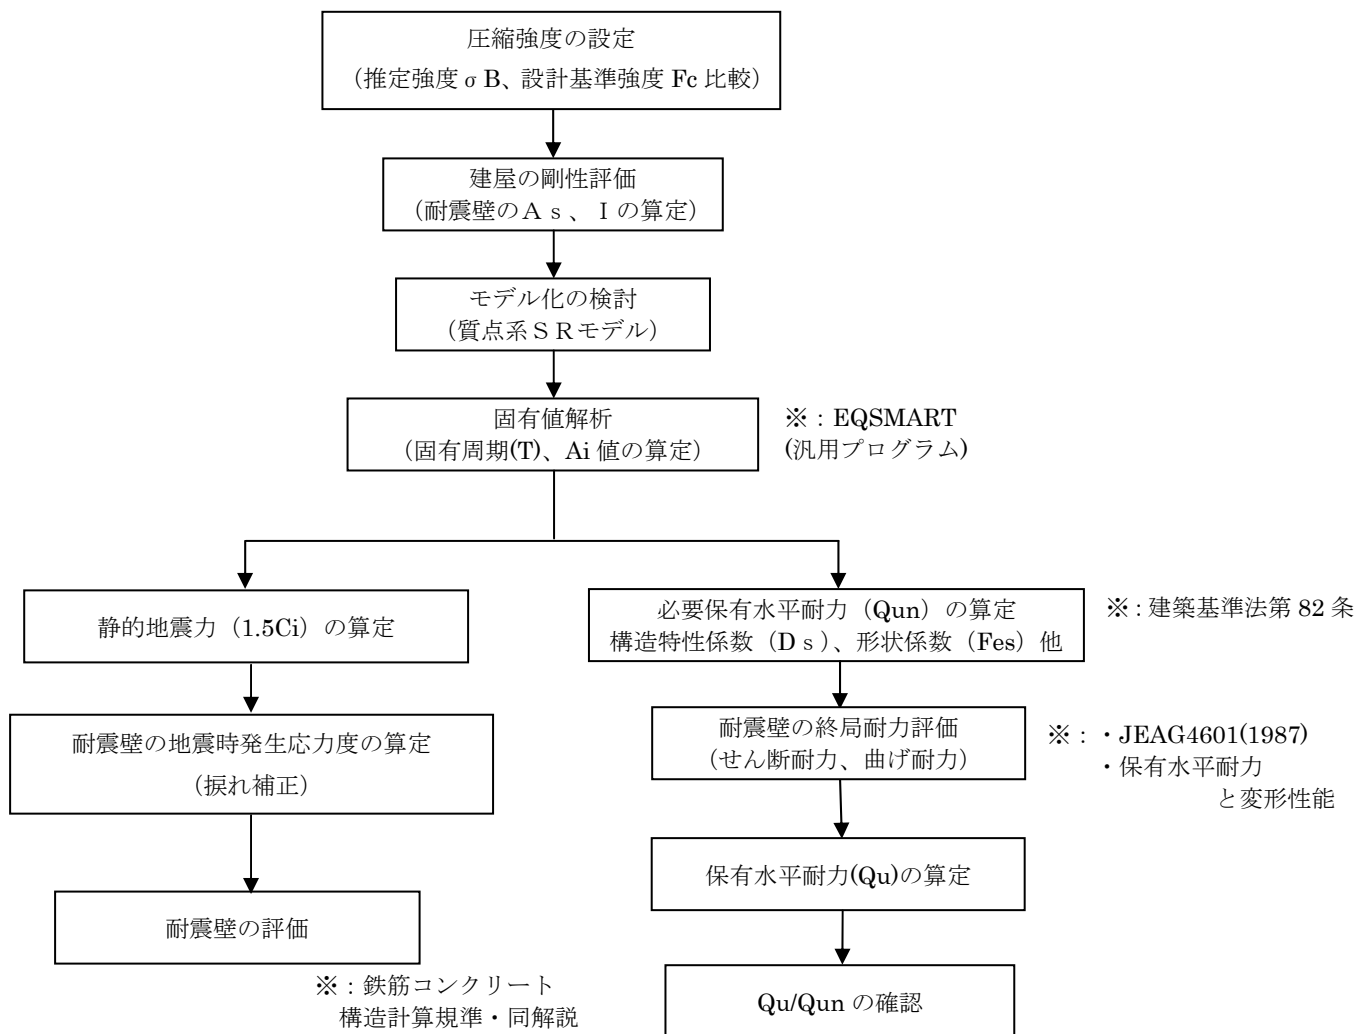 圧縮強度の設定
（推定強度σB、設計基準強度 Fc 比較）
建屋の剛性評価
（耐震壁のＡｓ、Ｉの算定）
モデル化の検討
（質点系ＳＲモデル）
固有値解析
（固有周期(T)、Ai 値の算定）
※：EQSMART
(汎用プログラム)
静的地震力（1.5Ci）の算定
耐震壁の地震時発生応力度の算定
（捩れ補正）
耐震壁の評価
※：鉄筋コンクリート
構造計算規準・同解説
必要保有水平耐力（Qun）の算定
構造特性係数（Dｓ）、形状係数（Fes）他
※：建築基準法第 82 条
耐震壁の終局耐力評価
（せん断耐力、曲げ耐力）
※：・JEAG4601(1987)
・保有水平耐力
と変形性能
保有水平耐力(Qu)の算定
Qu/Qun の確認